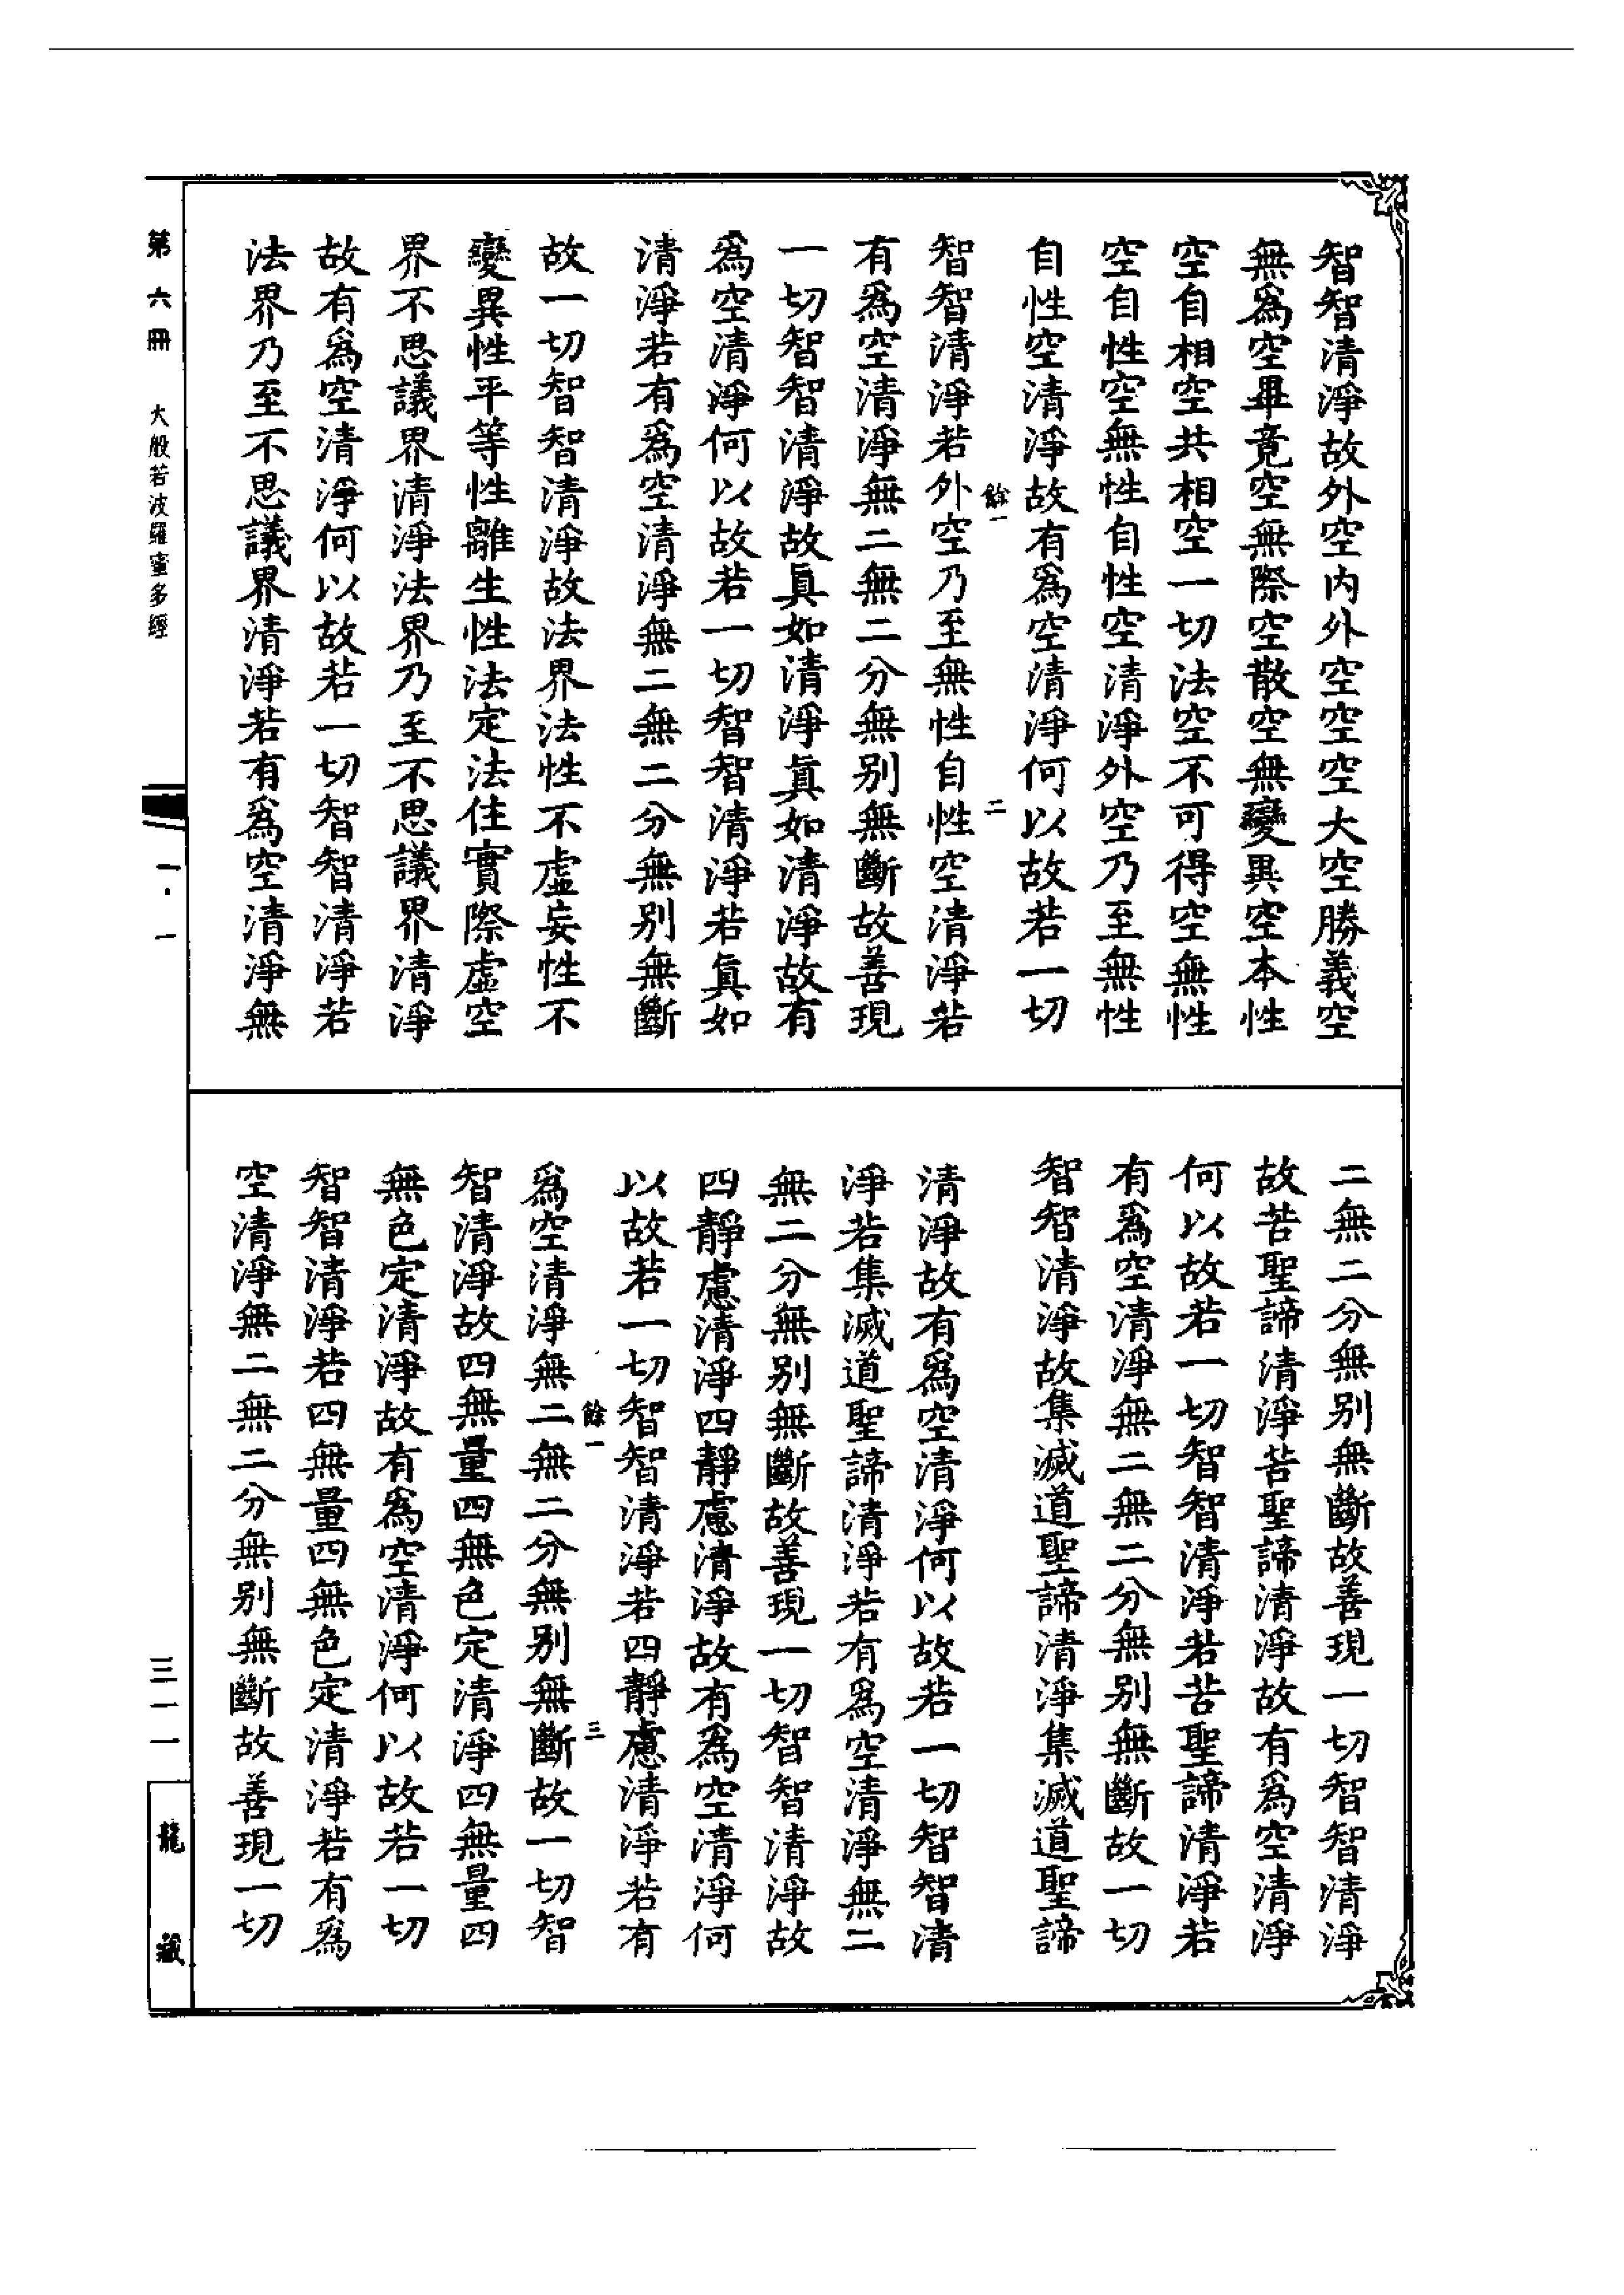 智智清淨故外空內外空空空大空勝義空
無為空畢竟空無際空散空無變異空本性
空自相空共相空一切法空不可得空無性
空自性空無性自性空清淨外空乃至無性
自性空清淨故有為空清淨何以故若一切
餘一
二
智智清淨若外空乃至無性自性空清淨若
有為空清淨無二無二分無別無斷故善現
一切智智清淨故真如清淨真如清淨故有
為空清淨何以故若一切智智清淨若真如
清淨若有為空清淨無二無二分無別無斷
故一切智智清淨故法界法性不虛妄性不
變異性平等性離生性法定法住實際虛空
界不思議界清淨法界乃至不思議界清淨
故有為空清淨何以故若一切智智清淨若
法界乃至不思議界清淨若有為空清淨無
二無二分無別無斷故善現一切智智清淨
故苦聖諦清淨苦聖諦清淨故有為空清淨
何以故若一切智智清淨若苦聖諦清淨若
有為空清淨無二無二分無別無斷故一切
智智清淨故集滅道聖諦清淨集滅道聖諦
清淨故有為空清淨何以故若一切智智清
淨若集滅道聖諦清淨若有為空清淨無二
無二分無別無斷故善現一切智智清淨故
四靜慮清淨四靜慮清淨故有為空清淨何
以故若一切智智清淨若四靜慮清淨若有
餘一
三
為空清淨無二無二分無別無斷故一切智
智清淨故四無量四無色定清淨四無量四
無色定清淨故有為空清淨何以故若一切
智智清淨若四無量四無色定清淨若有為
空清淨無二無二分無別無斷故善現一切
第六冊
大般若波羅蜜多經
一·一
三一一
龍藏